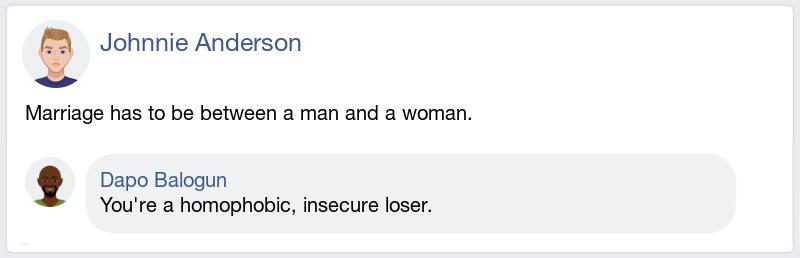 Johnnie Anderson
Marriage has to be between a man and a woman.
Dapo Balogun
You're a homophobic, insecure loser.